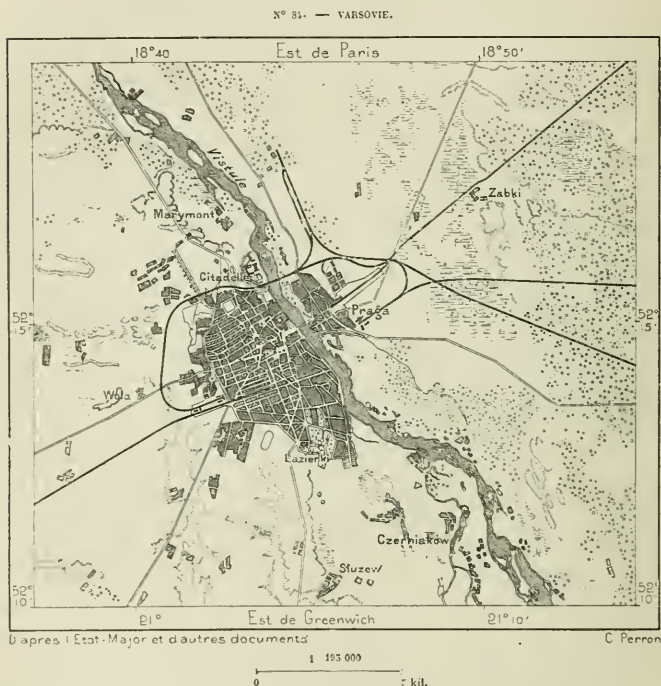 N° 84. — VARSOVIE.
18°40 Est de Paris 18°50'
Vistule
Zabki
Marymont
Citadelle
52° 52°
5' Praga 5'
Wola
Lazienki
Czerniaków
Służew
52° 52°
10' 10'
21° Est de Greenwich 21°10'
D'après l'Etat-Major et d'autres documents C. Perron
1 193 000
0 5 kil.